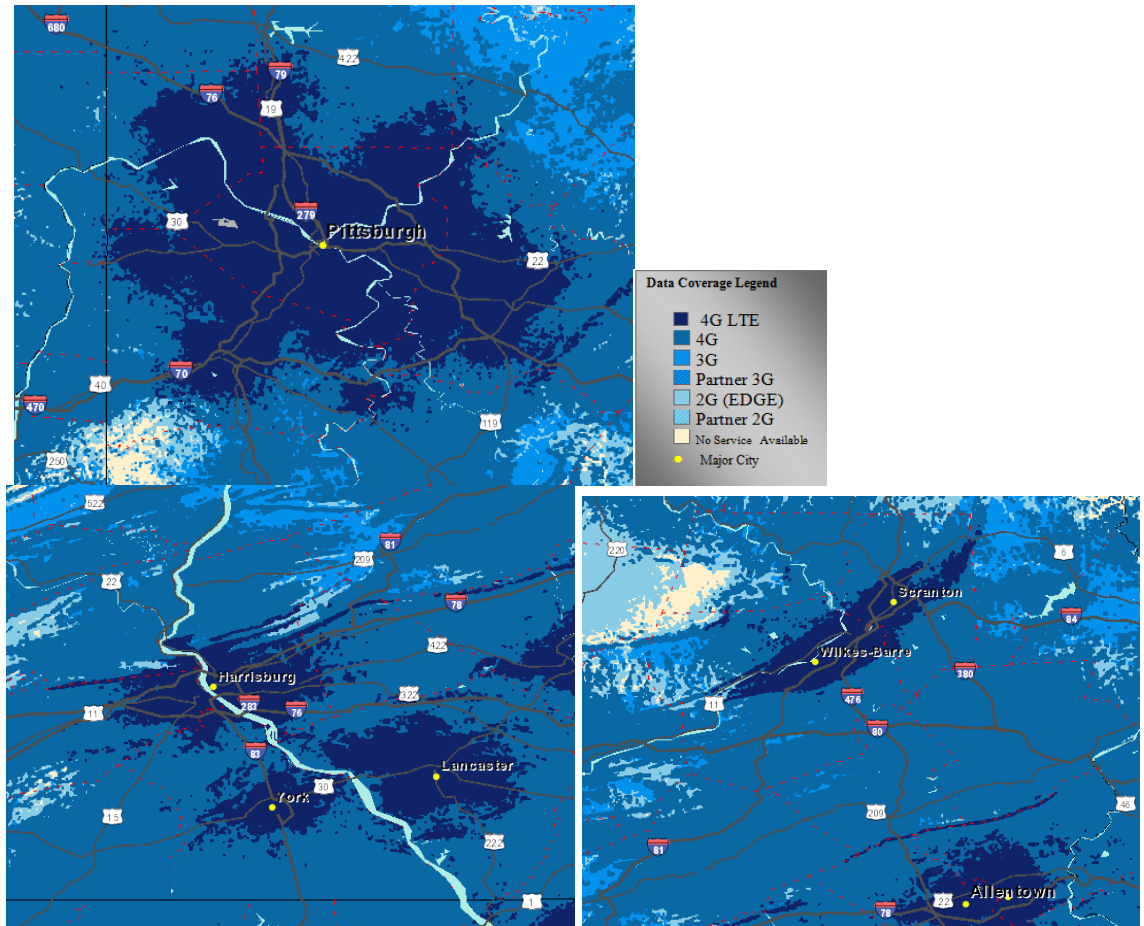 680
422
79
76
19
30
279
Pittsburgh
22
70
40
470
119
250
Data Coverage Legend
4G LTE
4G
3G
Partner 3G
2G (EDGE)
Partner 2G
No Service Available
Major City
522
81
209
22
78
422
Harrisburg
322
283
76
11
83
Lancaster
30
York
15
222
1
220
6
Scranton
84
Wilkes-Barre
380
11
476
80
209
46
81
Allentown
22
78